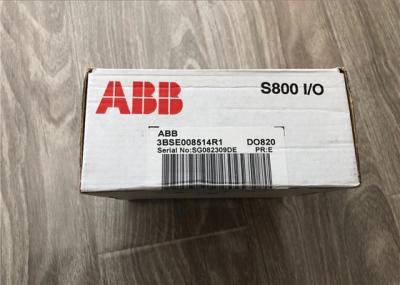 ABB
S800 I/O
ABB
3BSE008514R1 DO820
Serial No:SG082309DE PR:E